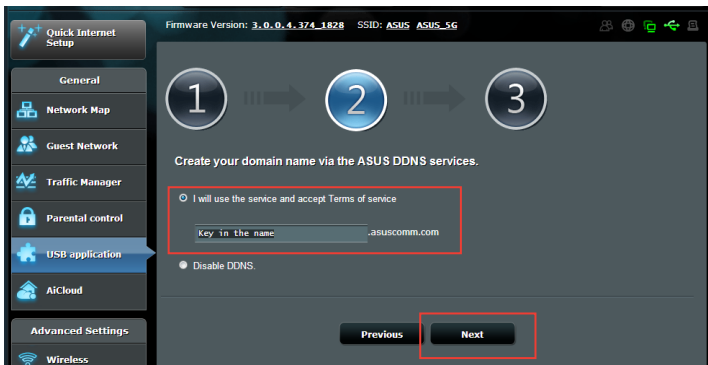 Quick Internet
Setup
Firmware Version: 3.0.0.4.374_1828 SSID: ASUS ASUS_5G
General
Network Map
Guest Network
Traffic Manager
Parental control
USB application
AiCloud
Advanced Settings
Wireless
1
2
3
Create your domain name via the ASUS DDNS services.
I will use the service and accept Terms of service
Key in the name .asuscomm.com
Disable DDNS.
Previous Next